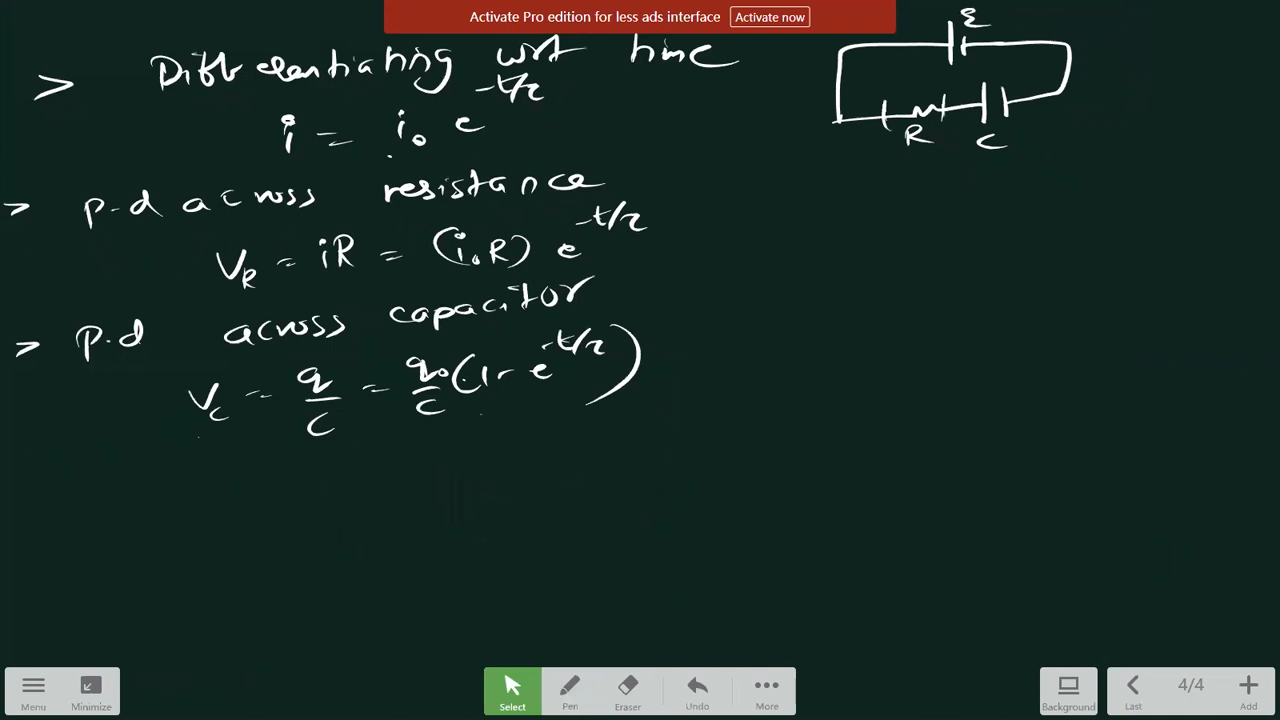 Activate Pro edition for less ads interface Activate now
> Differentiating wrt time
i = i₀ e^(-t/τ)
> p.d across resistance
V_R = iR = (i₀R) e^(-t/τ)
> p.d across capacitor
V_C = q/C = q₀/C (1 - e^(-t/τ))
ε
R C
Menu Minimize Select Pen Eraser Undo More Background Last 4/4 Add